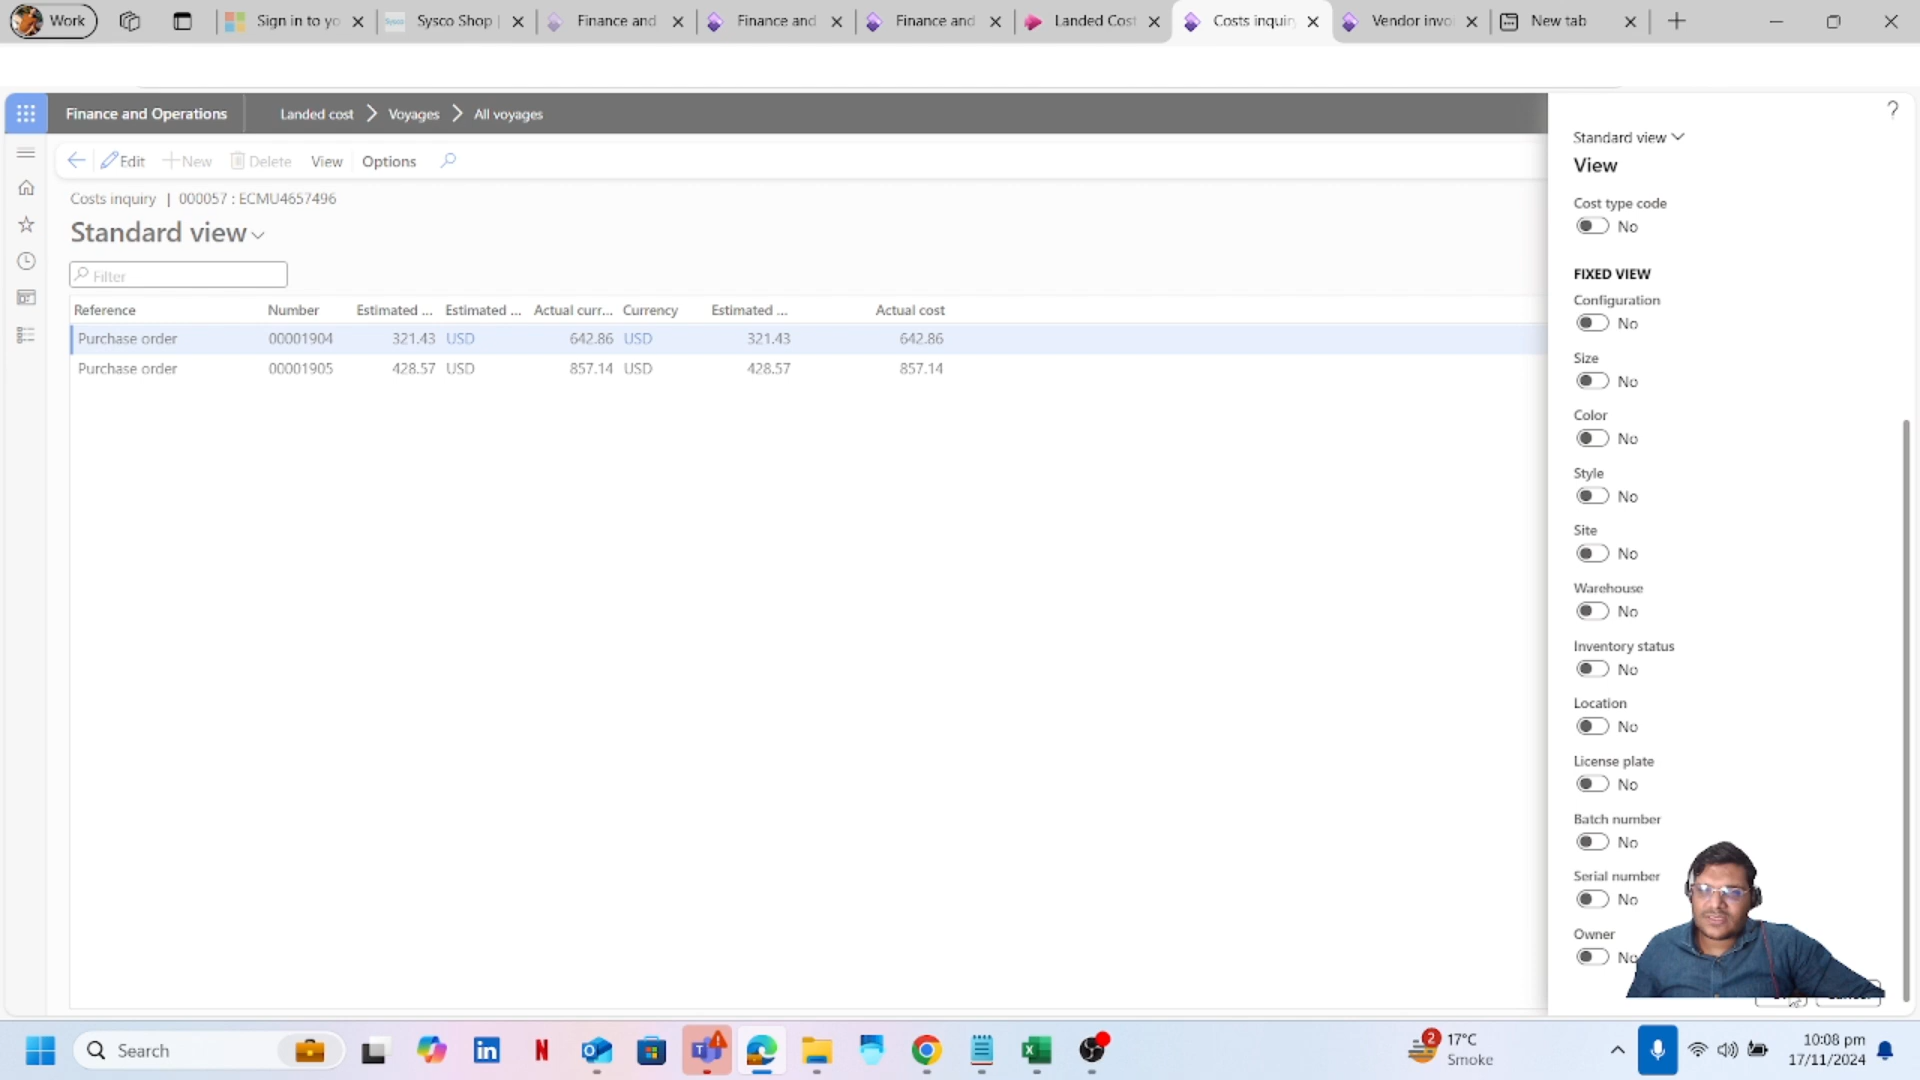 Work
Sign in to yo
Sysco Shop |
Finance and
Finance and
Finance and
Landed Cost
Costs inquiry
Vendor invo
New tab
Finance and Operations
Landed cost > Voyages > All voyages
Edit
New
Delete
View
Options
Costs inquiry | 000057 : ECMU4657496
Standard view
Filter
Reference Number Estimated ... Estimated ... Actual curr... Currency Estimated ... Actual cost
Purchase order 00001904 321.43 USD 642.86 USD 321.43 642.86
Purchase order 00001905 428.57 USD 857.14 USD 428.57 857.14
?
Standard view
View
Cost type code
No
FIXED VIEW
Configuration
No
Size
No
Color
No
Style
No
Site
No
Warehouse
No
Inventory status
No
Location
No
License plate
No
Batch number
No
Serial number
No
Owner
No
Search
2
17°C
Smoke
10:08 pm
17/11/2024